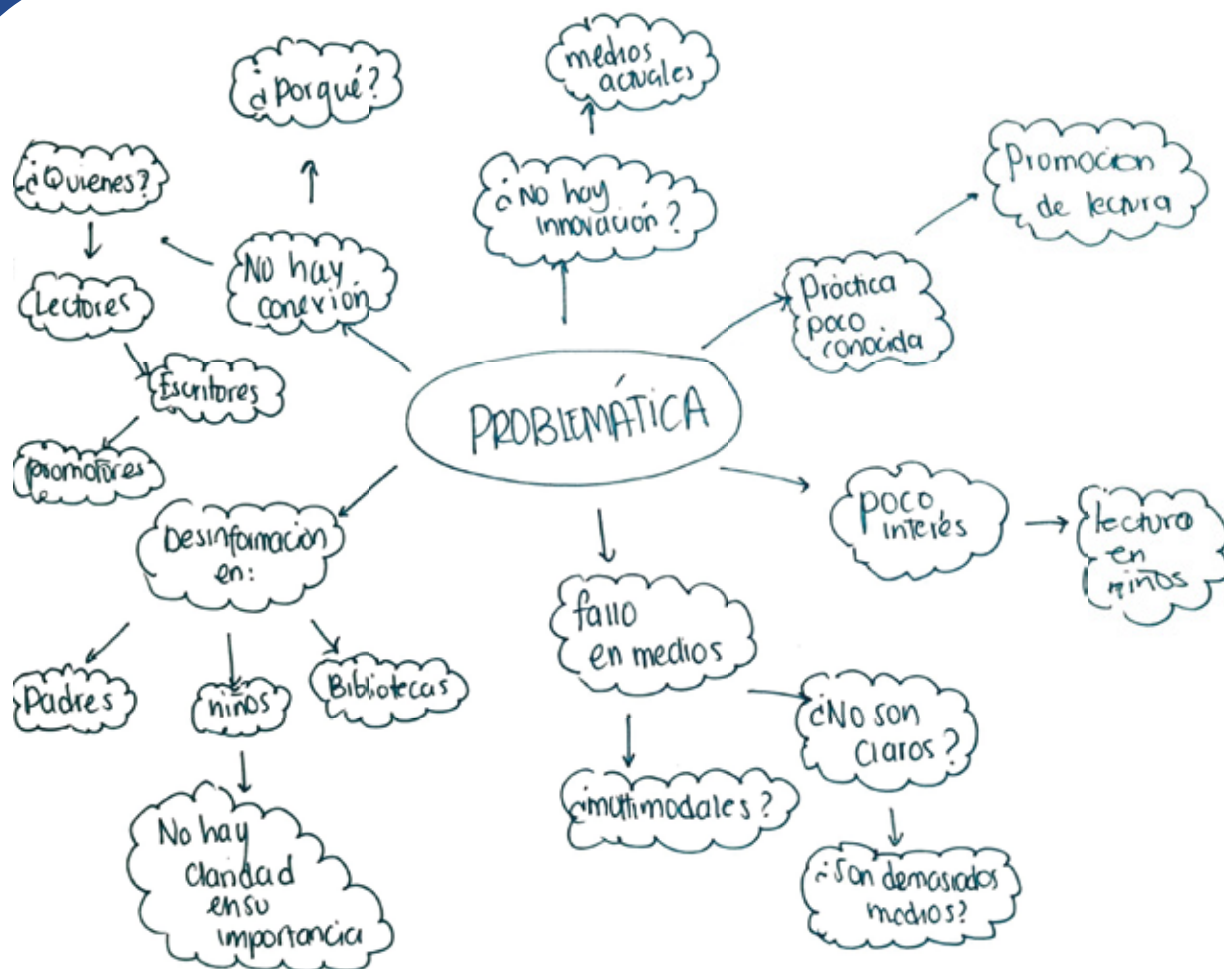 ¿Porqué?
medios
actuales
¿Quienes?
¿No hay
innovación?
Promocion
de lectura
No hay
conexión
Lectores
Práctica
poco
conocida
Escritores
PROBLEMÁTICA
promotores
poco
interés
lectura
en
niños
Desinformación
en:
fallo
en medios
Padres
niños
Bibliotecas
¿No son
claros?
¿multimodales?
No hay
claridad
en su
importancia
¿Son demasiados
medios?